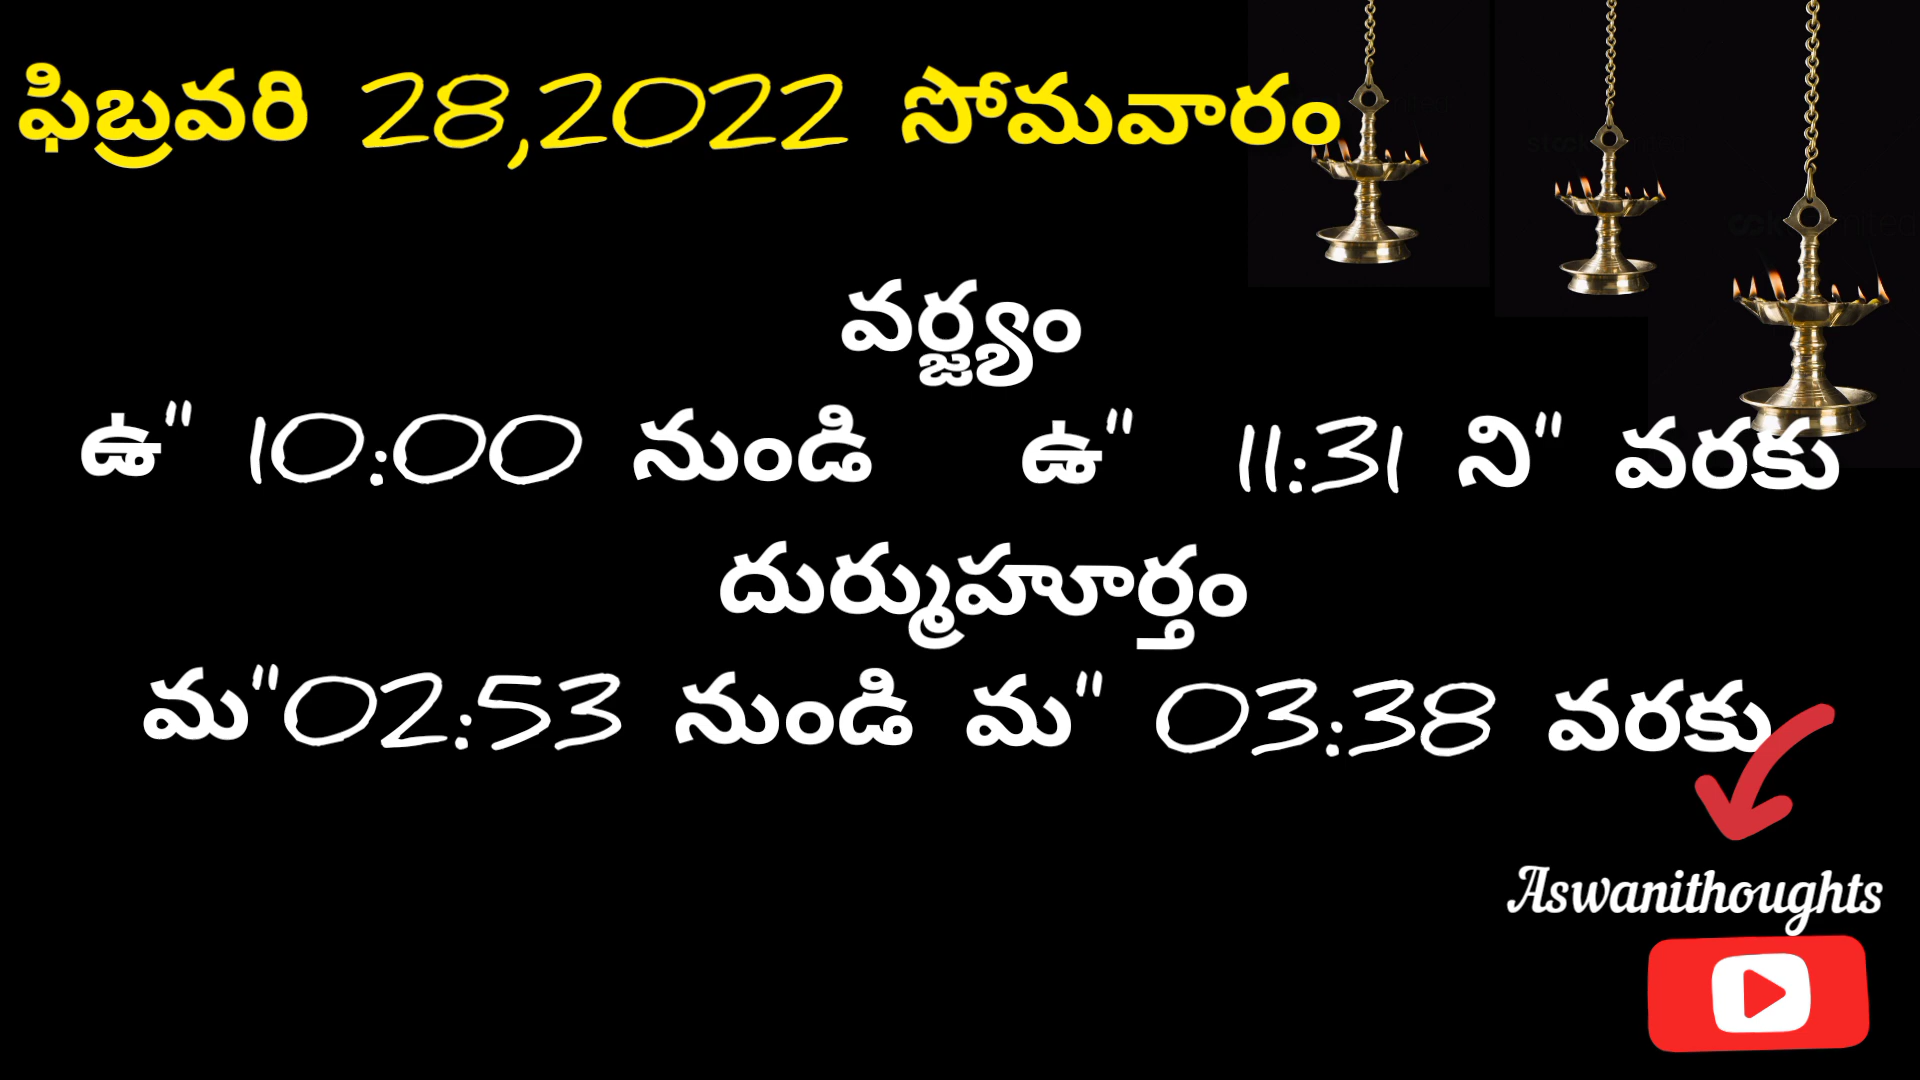 ఫిబ్రవరి 28,2022 సోమవారం
వర్జ్యం
ఉ" 10:00 నుండి ఉ" 11:31 ని" వరకు
దుర్ముహూర్తం
మ"02:53 నుండి మ" 03:38 వరకు
Aswanithoughts